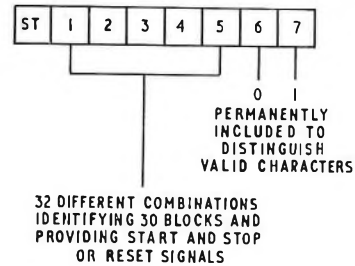 ST 1 2 3 4 5 6 7
0 1
PERMANENTLY
INCLUDED TO
DISTINGUISH
VALID CHARACTERS
32 DIFFERENT COMBINATIONS
IDENTIFYING 30 BLOCKS AND
PROVIDING START AND STOP
OR RESET SIGNALS